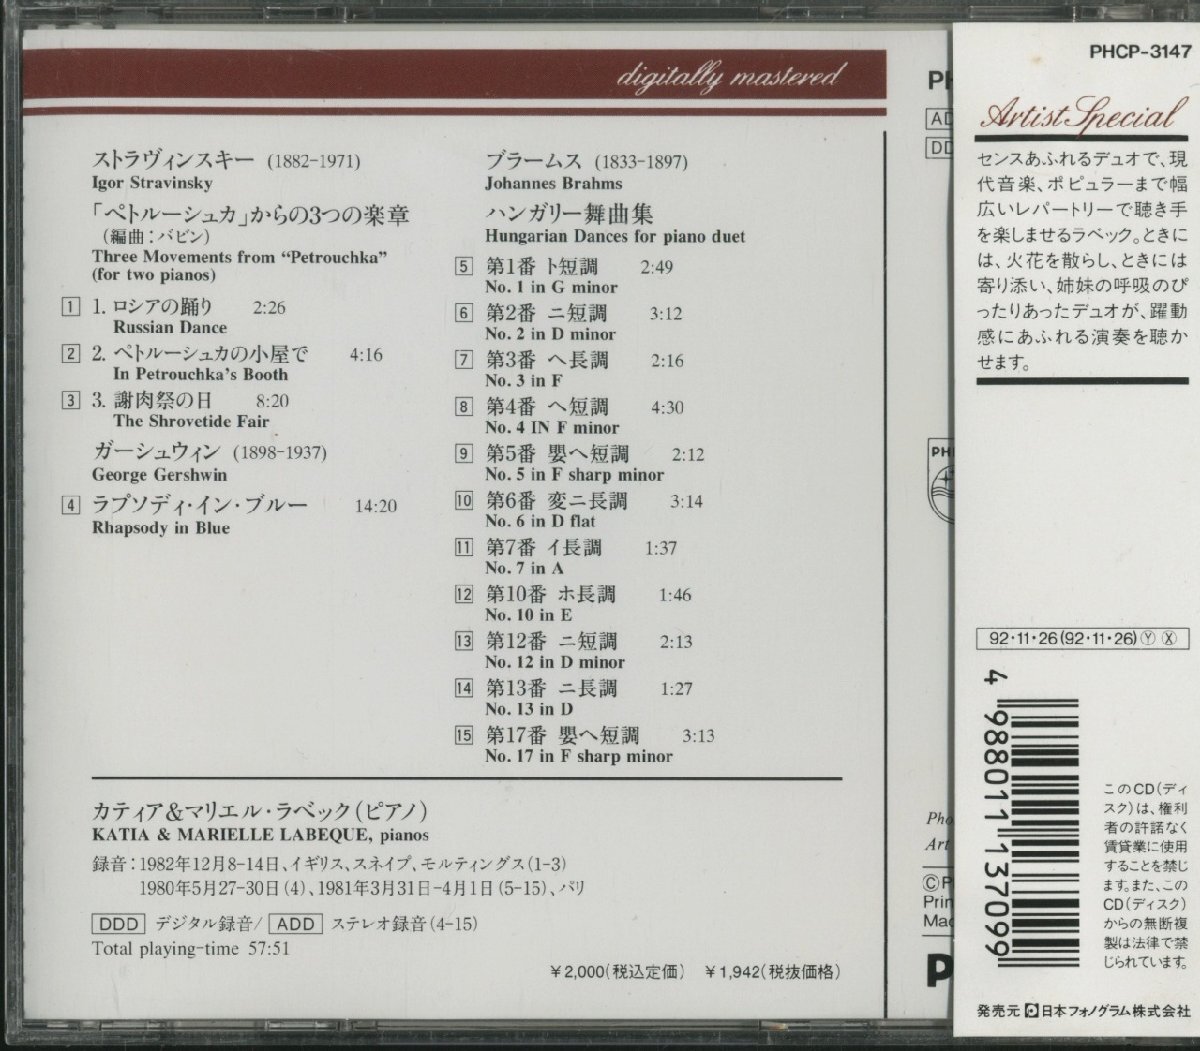 digitally mastered
ストラヴィンスキー (1882-1971)
Igor Stravinsky
「ペトルーシュカ」からの3つの楽章
(編曲:バビン)
Three Movements from “Petrouchka”
(for two pianos)
1 1. ロシアの踊り 2:26
Russian Dance
2 2. ペトルーシュカの小屋で 4:16
In Petrouchka's Booth
3 3. 謝肉祭の日 8:20
The Shrovetide Fair
ガーシュウィン (1898-1937)
George Gershwin
4 ラプソディ・イン・ブルー 14:20
Rhapsody in Blue
ブラームス (1833-1897)
Johannes Brahms
ハンガリー舞曲集
Hungarian Dances for piano duet
5 第1番 ト短調 2:49
No. 1 in G minor
6 第2番 ニ短調 3:12
No. 2 in D minor
7 第3番 ヘ長調 2:16
No. 3 in F
8 第4番 ヘ短調 4:30
No. 4 IN F minor
9 第5番 嬰ヘ短調 2:12
No. 5 in F sharp minor
10 第6番 変ニ長調 3:14
No. 6 in D flat
11 第7番 イ長調 1:37
No. 7 in A
12 第10番 ホ長調 1:46
No. 10 in E
13 第12番 ニ短調 2:13
No. 12 in D minor
14 第13番 ニ長調 1:27
No. 13 in D
15 第17番 嬰ヘ短調 3:13
No. 17 in F sharp minor
カティア&マリエル・ラベック(ピアノ)
KATIA & MARIELLE LABEQUE, pianos
録音:1982年12月8-14日、イギリス、スネイプ、モルティングス(1-3)
1980年5月27-30日(4)、1981年3月31日-4月1日(5-15)、パリ
DDD デジタル録音/ ADD ステレオ録音(4-15)
Total playing-time 57:51
¥2,000(税込定価) ¥1,942(税抜価格)
PH
AD
DD
PHI
Pho
Art
©P
Prin
Mad
P
PHCP-3147
Artist Special
センスあふれるデュオで、現
代音楽、ポピュラーまで幅
広いレパートリーで聴き手
を楽しませるラベック。ときに
は、火花を散らし、ときには
寄り添い、姉妹の呼吸のぴ
ったりあったデュオが、躍動
感にあふれる演奏を聴か
せます。
92・11・26(92・11・26)Ⓨ Ⓧ
4 988011 137099
このCD(ディ
スク)は、権利
者の許諾なく
賃貸業に使用
することを禁じ
ます。また、この
CD(ディスク)
からの無断複
製は法律で禁
じられています。
発売元 日本フォノグラム株式会社